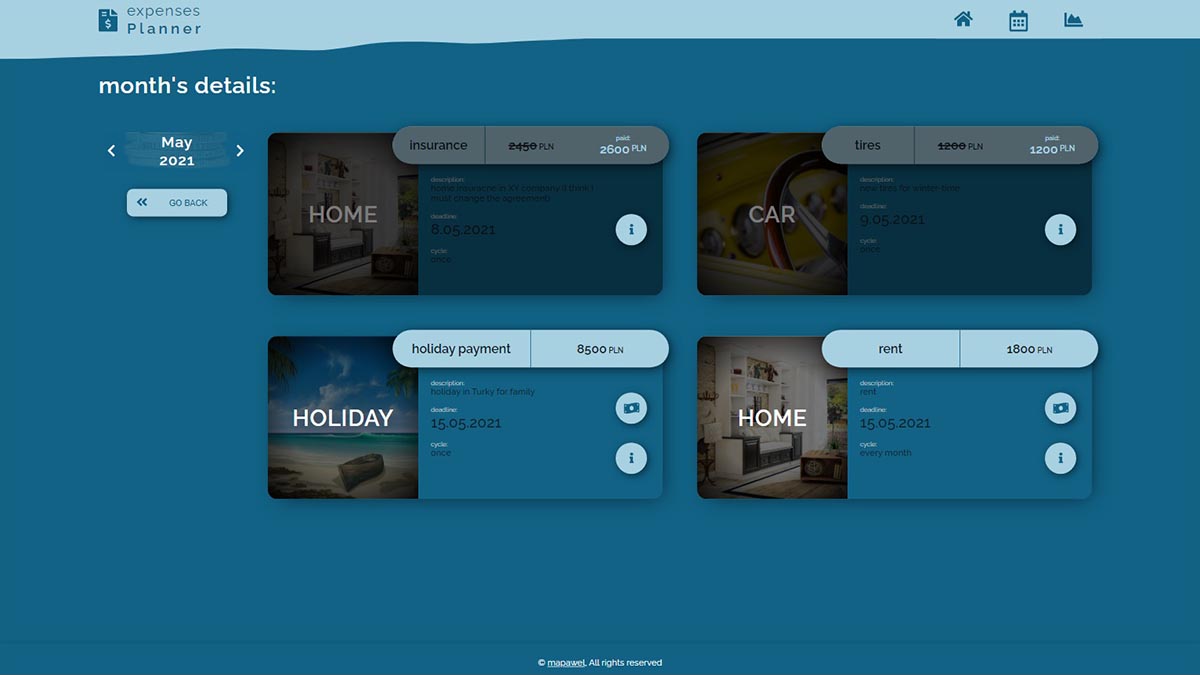 expenses
Planner
month's details:
May
2021
GO BACK
HOME
insurance
2450 PLN
paid:
2600 PLN
description:
home insuracne in XY company (I think I
must change the agreement)
deadline:
8.05.2021
cycle:
once
CAR
tires
1200 PLN
paid:
1200 PLN
description:
new tires for winter-time
deadline:
9.05.2021
cycle:
once
HOLIDAY
holiday payment
8500 PLN
description:
holiday in Turky for family
deadline:
15.05.2021
cycle:
once
HOME
rent
1800 PLN
description:
rent
deadline:
15.05.2021
cycle:
every month
© mapawel, All rights reserved